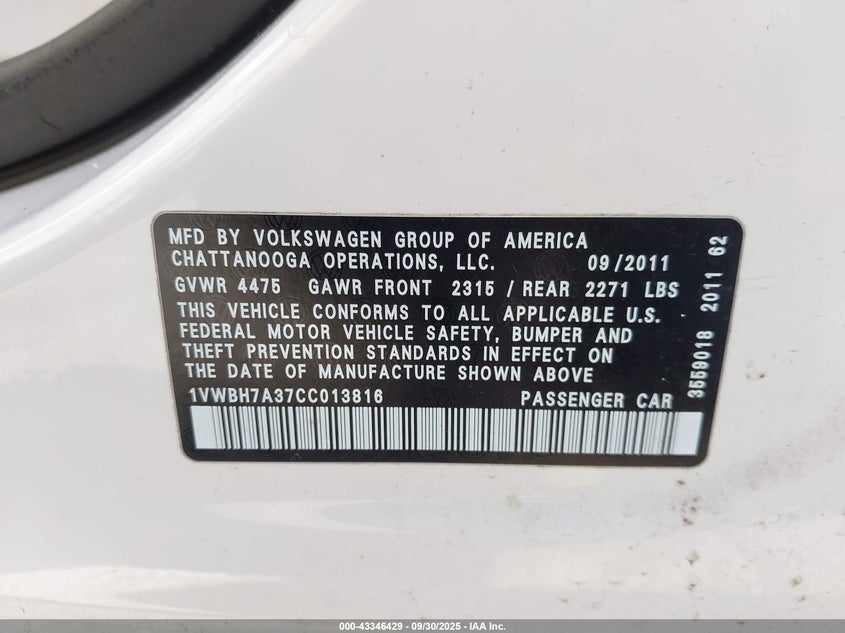 MFD BY VOLKSWAGEN GROUP OF AMERICA
CHATTANOOGA OPERATIONS, LLC. 09/2011
GVWR 4475 GAWR FRONT 2315 / REAR 2271 LBS
THIS VEHICLE CONFORMS TO ALL APPLICABLE U.S.
FEDERAL MOTOR VEHICLE SAFETY, BUMPER AND
THEFT PREVENTION STANDARDS IN EFFECT ON
THE DATE OF MANUFACTURE SHOWN ABOVE
1VWBH7A37CC013816 PASSENGER CAR
3559018 2011 62
000-43346429 - 09/30/2025 - IAA Inc.